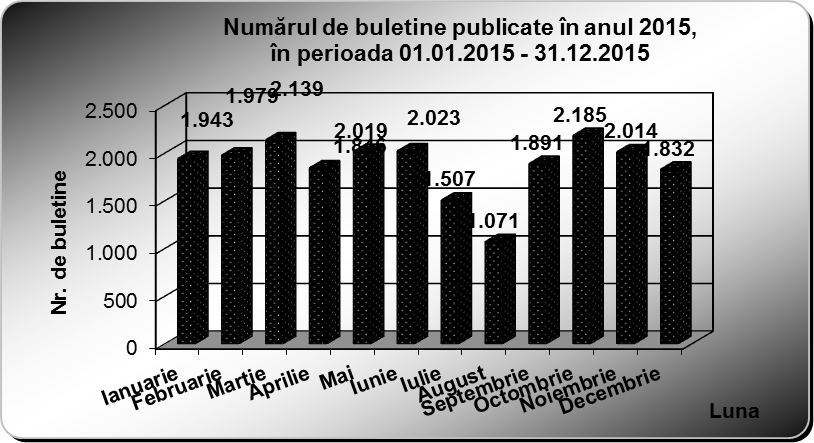 Numărul de buletine publicate în anul 2015,
în perioada 01.01.2015 - 31.12.2015
Nr. de buletine
2.500
2.000
1.500
1.000
500
0
1.943
1.979
2.139
2.019
2.023
1.507
1.071
1.891
2.185
2.014
1.832
Ianuarie
Februarie
Martie
Aprilie
Mai
Iunie
Iulie
August
Septembrie
Octombrie
Noiembrie
Decembrie
Luna